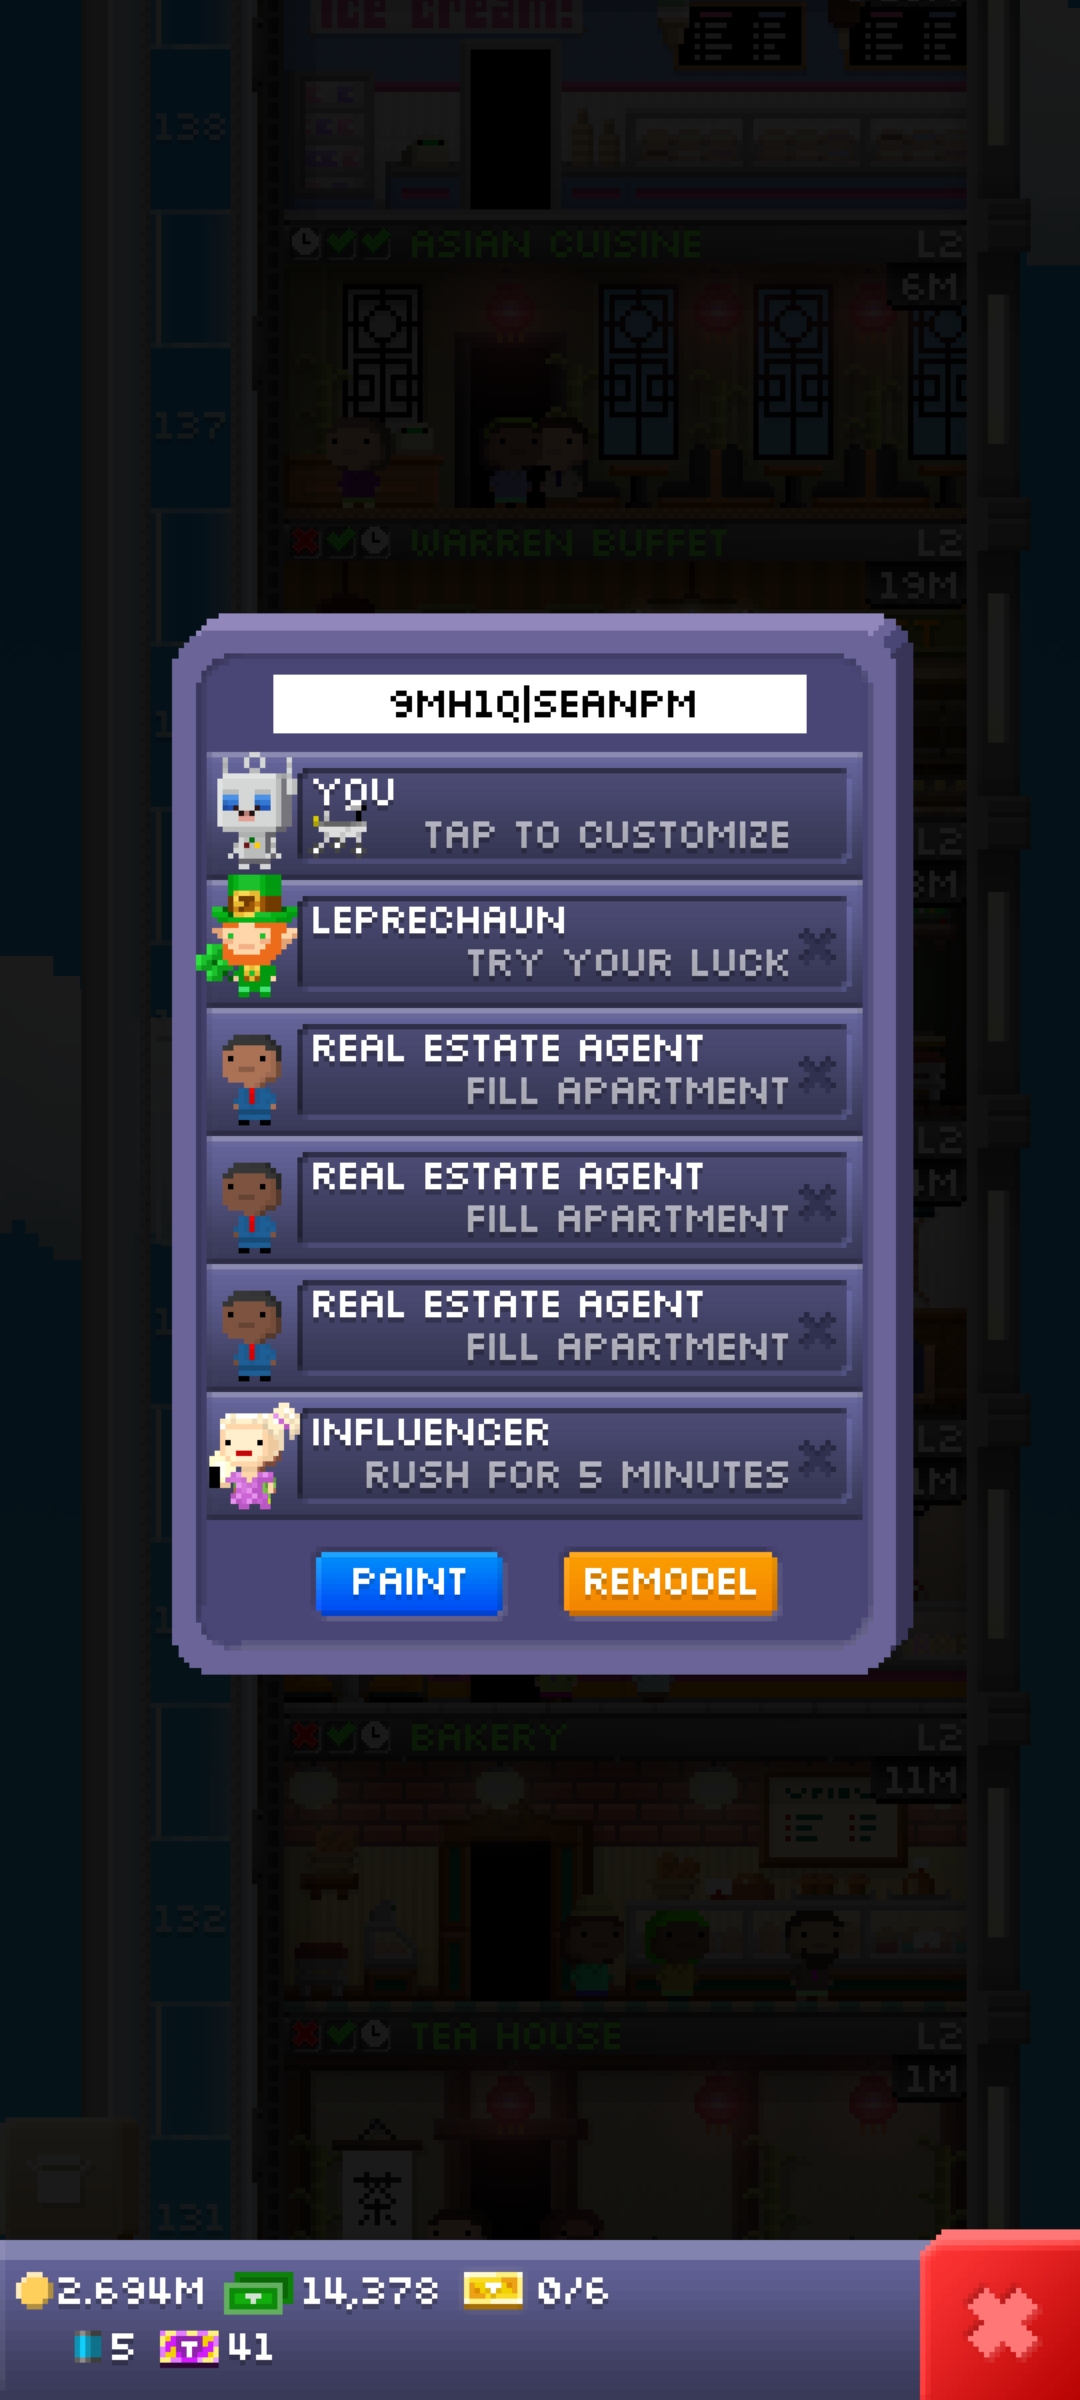 Ice Cream!
138
ASIAN CUISINE L2
6M
137
WARREN BUFFET L2
19M
9MH1Q|SEANPM
YOU
TAP TO CUSTOMIZE
LEPRECHAUN
TRY YOUR LUCK
REAL ESTATE AGENT
FILL APARTMENT
REAL ESTATE AGENT
FILL APARTMENT
REAL ESTATE AGENT
FILL APARTMENT
INFLUENCER
RUSH FOR 5 MINUTES
PAINT REMODEL
BAKERY L2
11M
132
TEA HOUSE L2
1M
茶
131
2.694M 14,378 0/6
5 T 41